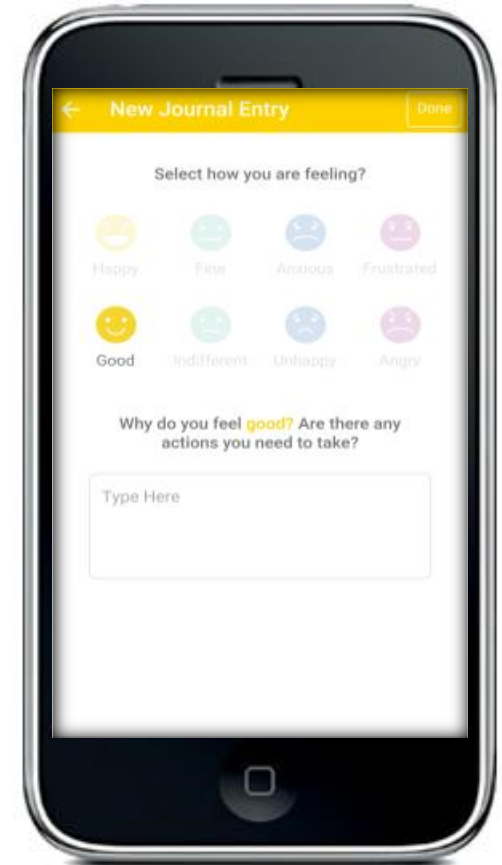 New Journal Entry
Done
Select how you are feeling?
Happy Fine Anxious Frustrated
Good Indifferent Unhappy Angry
Why do you feel good? Are there any
actions you need to take?
Type Here